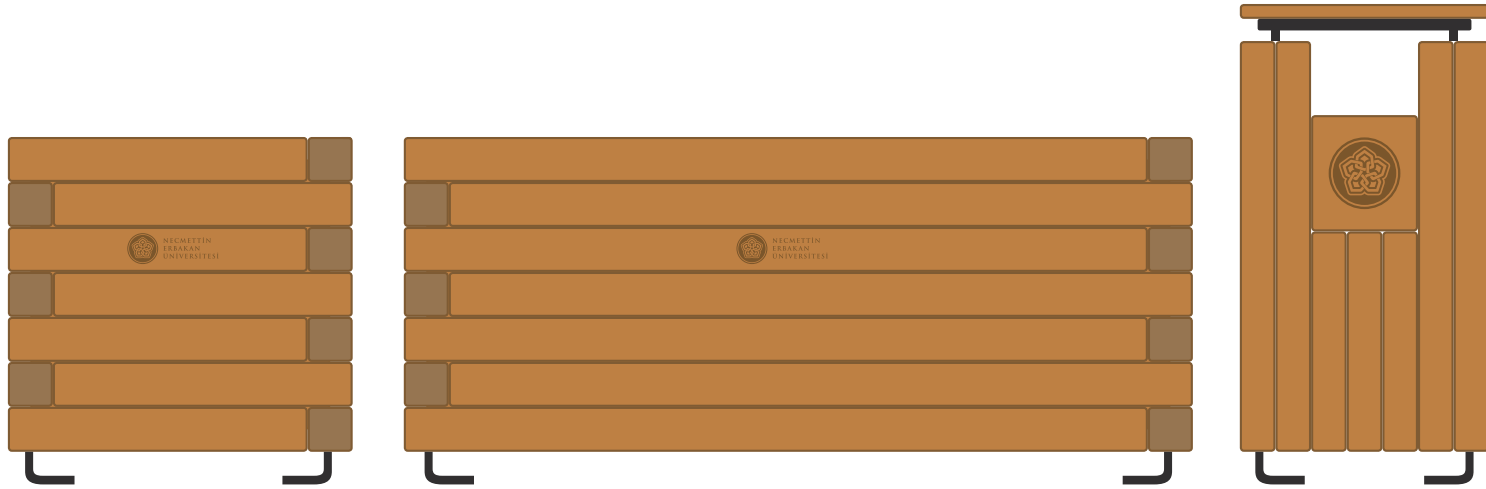 NECMETTİN
ERBAKAN
ÜNİVERSİTESİ
NECMETTİN
ERBAKAN
ÜNİVERSİTESİ